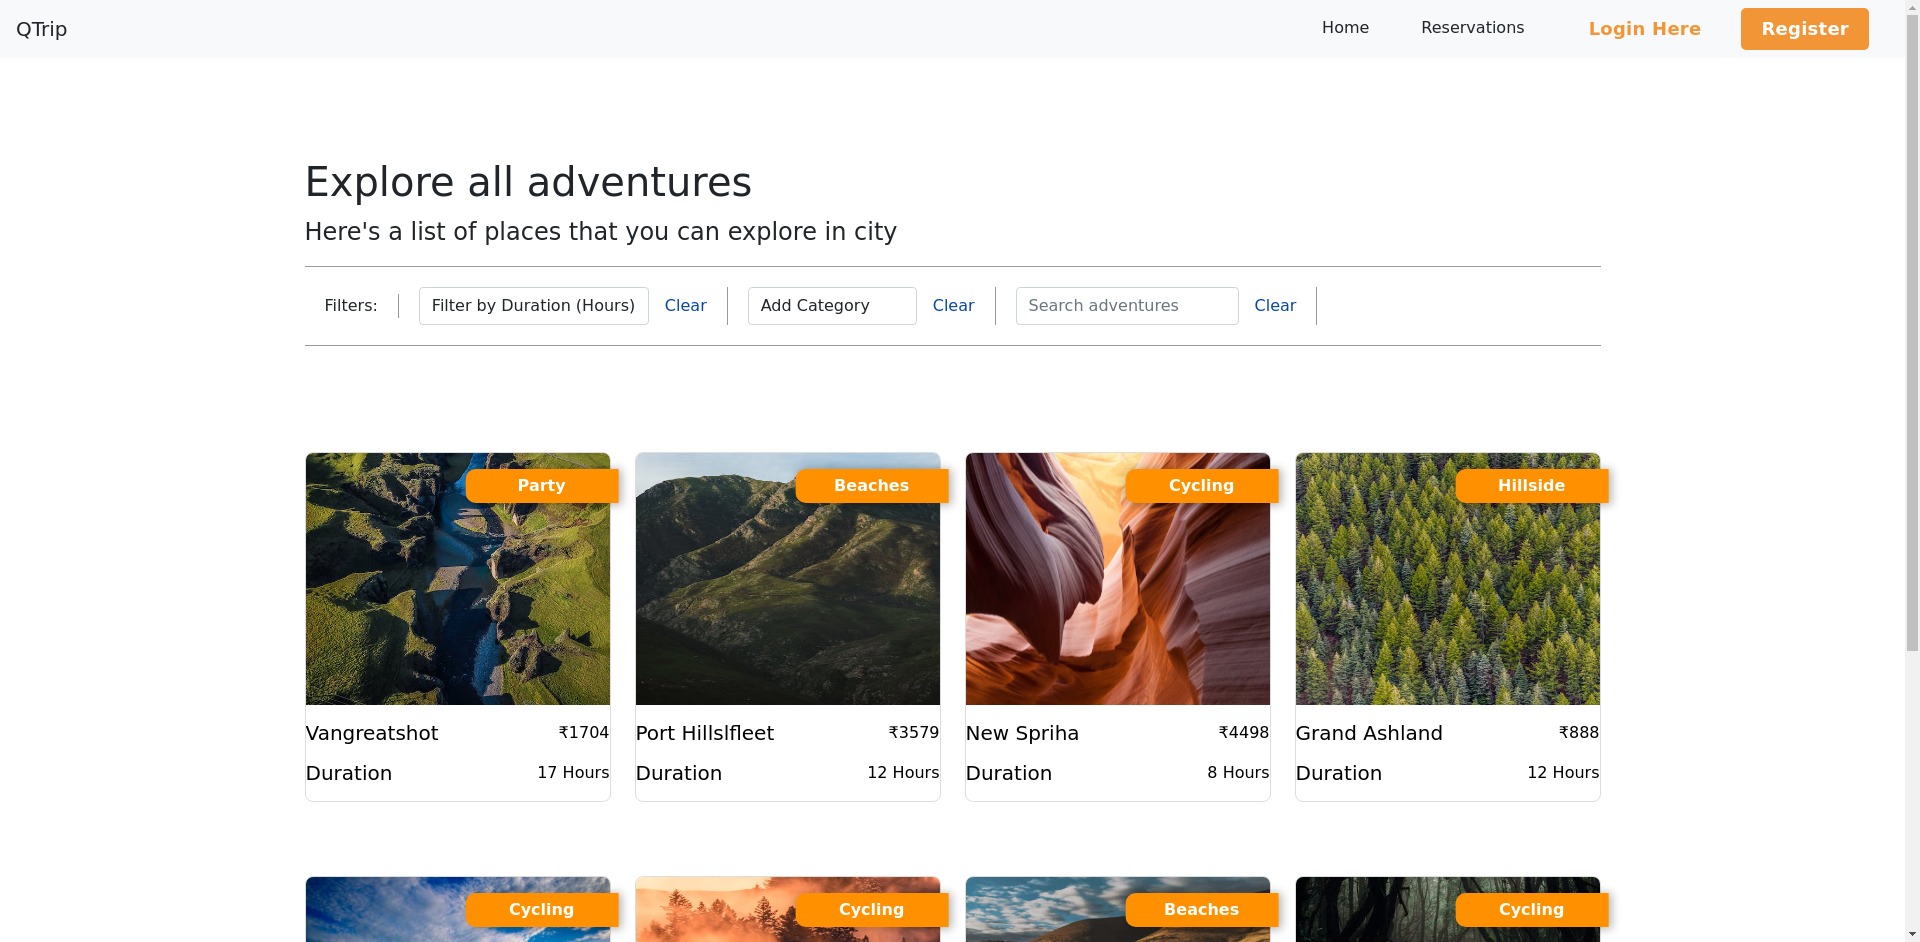 QTrip
Home
Reservations
Login Here
Register
Explore all adventures
Here's a list of places that you can explore in city
Filters:
Filter by Duration (Hours)
Clear
Add Category
Clear
Search adventures
Clear
Party
Vangreatshot
₹1704
Duration
17 Hours
Beaches
Port Hillslfleet
₹3579
Duration
12 Hours
Cycling
New Spriha
₹4498
Duration
8 Hours
Hillside
Grand Ashland
₹888
Duration
12 Hours
Cycling
Cycling
Beaches
Cycling